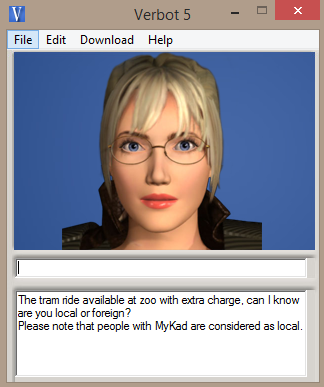 V Verbot 5
File Edit Download Help
The tram ride available at zoo with extra charge, can I know
are you local or foreign?
Please note that people with MyKad are considered as local.